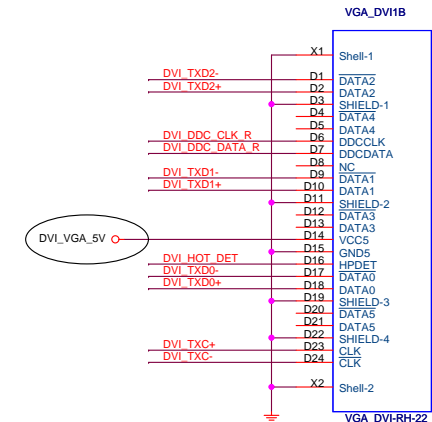 VGA_DVI1B
X1 Shell-1
DVI_TXD2- D1 DATA2
DVI_TXD2+ D2 DATA2
D3 SHIELD-1
D4 DATA4
D5 DATA4
DVI_DDC_CLK_R D6 DDCCLK
DVI_DDC_DATA_R D7 DDCDATA
D8 NC
DVI_TXD1- D9 DATA1
DVI_TXD1+ D10 DATA1
D11 SHIELD-2
D12 DATA3
D13 DATA3
DVI_VGA_5V D14 VCC5
D15 GND5
DVI_HOT_DET D16 HPDET
DVI_TXD0- D17 DATA0
DVI_TXD0+ D18 DATA0
D19 SHIELD-3
D20 DATA5
D21 DATA5
D22 SHIELD-4
DVI_TXC+ D23 CLK
DVI_TXC- D24 CLK
X2 Shell-2
VGA_DVI-RH-22